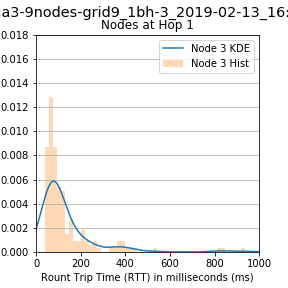 ia3-9nodes-grid9_1bh-3_2019-02-13_16:
Nodes at Hop 1
0.018
0.016
0.014
0.012
0.010
0.008
0.006
0.004
0.002
0.000
Node 3 KDE
Node 3 Hist
0 200 400 600 800 1000
Rount Trip Time (RTT) in milliseconds (ms)